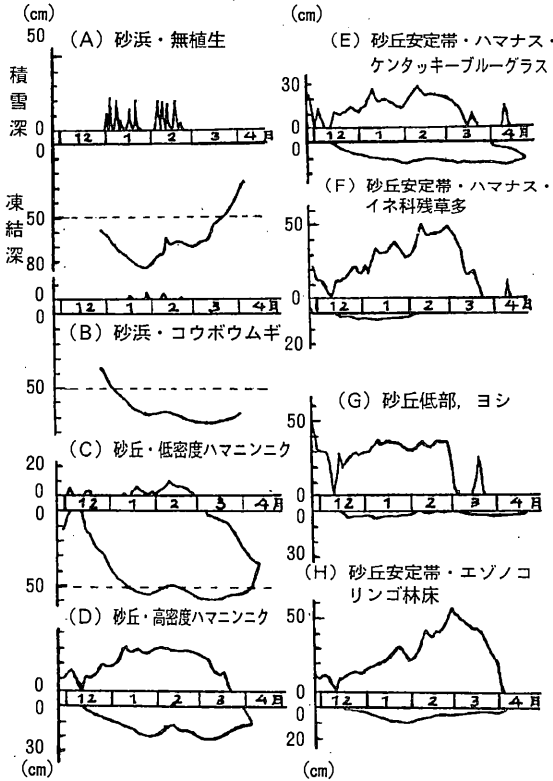 (cm)
(A) 砂浜・無植生
50
積雪深
0
12 1 2 3 4月
0
凍結深
50
80
0
12 1 2 3 4月
0
(B) 砂浜・コウボウムギ
50
(C) 砂丘・低密度ハマニンニク
20
0
12 1 2 3 4月
0
50
(D) 砂丘・高密度ハマニンニク
0
12 1 2 3 4月
0
30
(cm)
(cm)
(E) 砂丘安定帯・ハマナス・
ケンタッキーブルーグラス
30
0
12 1 2 3 4月
0
(F) 砂丘安定帯・ハマナス・
イネ科残草多
50
0
12 1 2 3 4月
20
(G) 砂丘低部,ヨシ
50
0
12 1 2 3 4月
0
30
(H) 砂丘安定帯・エゾノコ
リンゴ林床
50
0
12 1 2 3 4月
0
20
(cm)